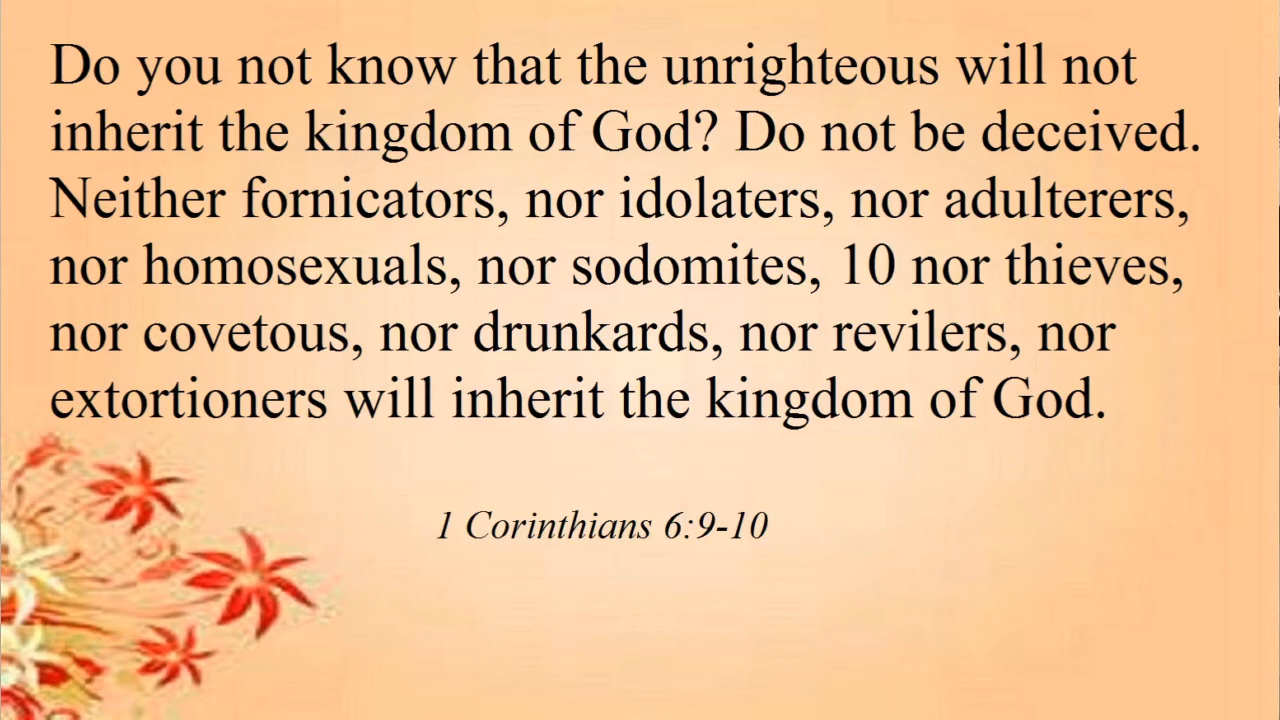 Do you not know that the unrighteous will not
inherit the kingdom of God? Do not be deceived.
Neither fornicators, nor idolaters, nor adulterers,
nor homosexuals, nor sodomites, 10 nor thieves,
nor covetous, nor drunkards, nor revilers, nor
extortioners will inherit the kingdom of God.
1 Corinthians 6:9-10